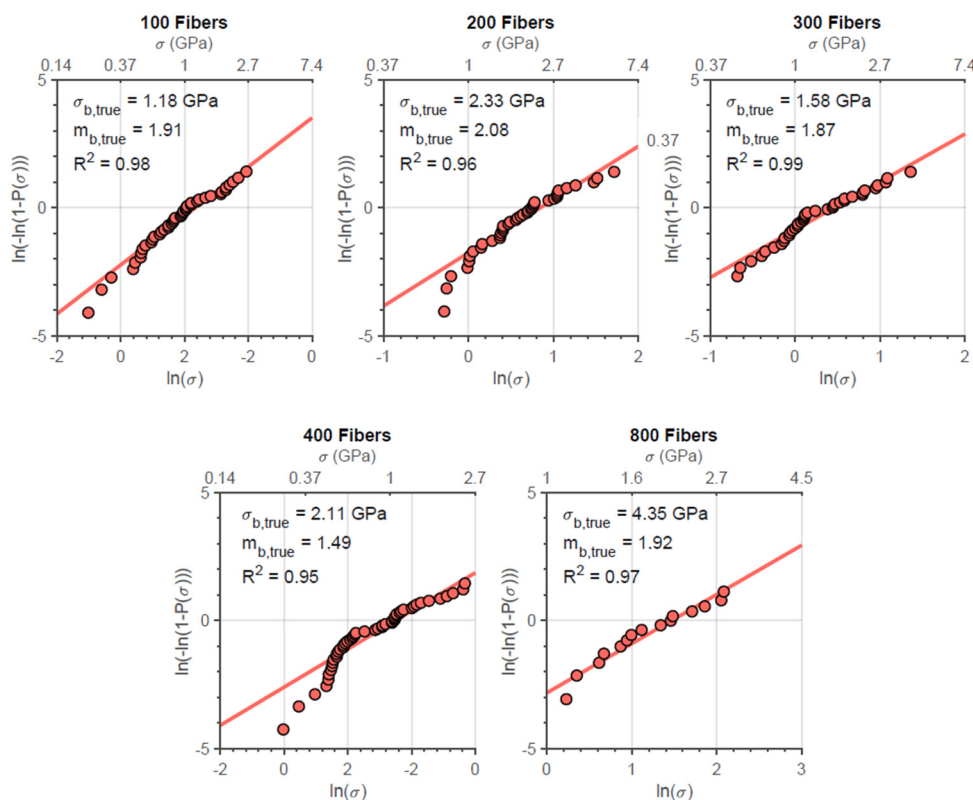 100 Fibers
σ (GPa)
0.14 0.37 1 2.7 7.4
5
σb,true = 1.18 GPa
mb,true = 1.91
R² = 0.98
0
-5
ln(-ln(1-P(σ)))
-2 0 2 -2 0
ln(σ)
200 Fibers
σ (GPa)
0.37 1 2.7 7.4
5
σb,true = 2.33 GPa
mb,true = 2.08
R² = 0.96
0.37
0
-5
ln(-ln(1-P(σ)))
-1 0 1 2
ln(σ)
300 Fibers
σ (GPa)
0.37 1 2.7 7.4
5
σb,true = 1.58 GPa
mb,true = 1.87
R² = 0.99
0
-5
ln(-ln(1-P(σ)))
-1 0 1 2
ln(σ)
400 Fibers
σ (GPa)
0.14 0.37 1 2.7
5
σb,true = 2.11 GPa
mb,true = 1.49
R² = 0.95
0
-5
ln(-ln(1-P(σ)))
-2 0 2 -2 0
ln(σ)
800 Fibers
σ (GPa)
1 1.6 2.7 4.5
5
σb,true = 4.35 GPa
mb,true = 1.92
R² = 0.97
0
-5
ln(-ln(1-P(σ)))
0 1 2 3
ln(σ)